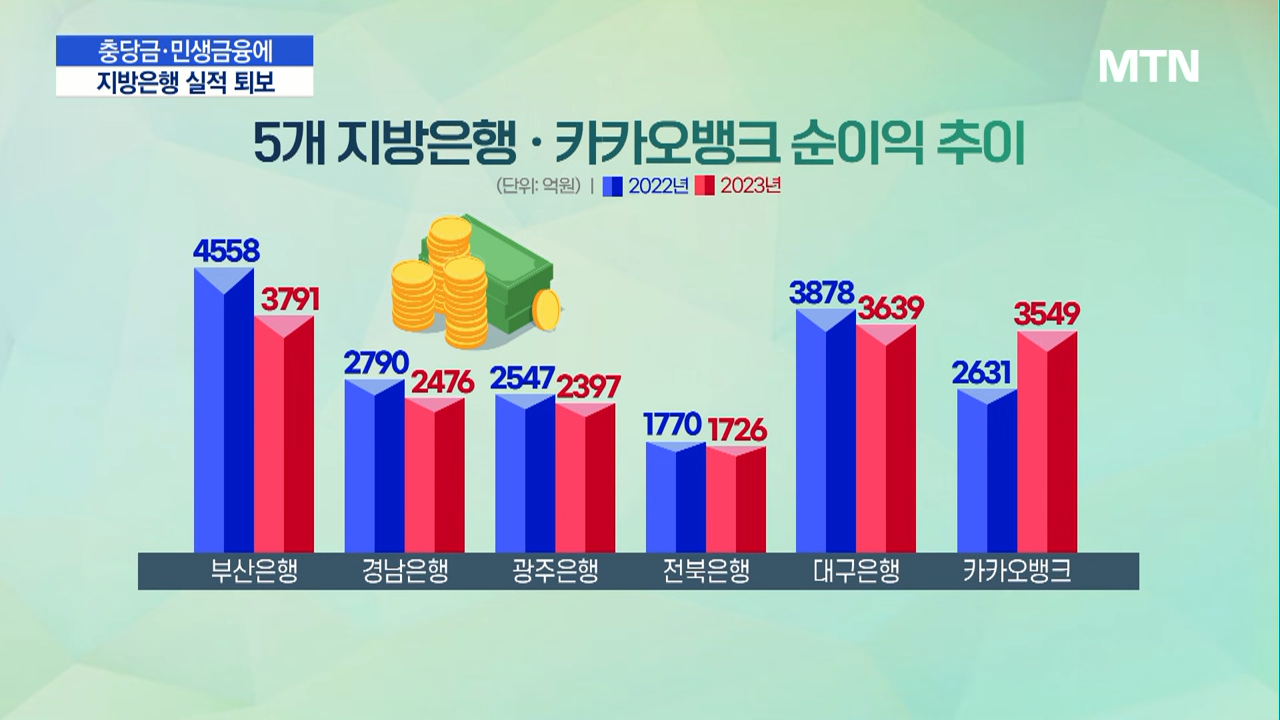 충당금·민생금융에
지방은행 실적 퇴보
MTN
5개 지방은행 · 카카오뱅크 순이익 추이
(단위: 억원) | 2022년 2023년
4558 3791 2790 2476 2547 2397 1770 1726 3878 3639 2631 3549
부산은행 경남은행 광주은행 전북은행 대구은행 카카오뱅크